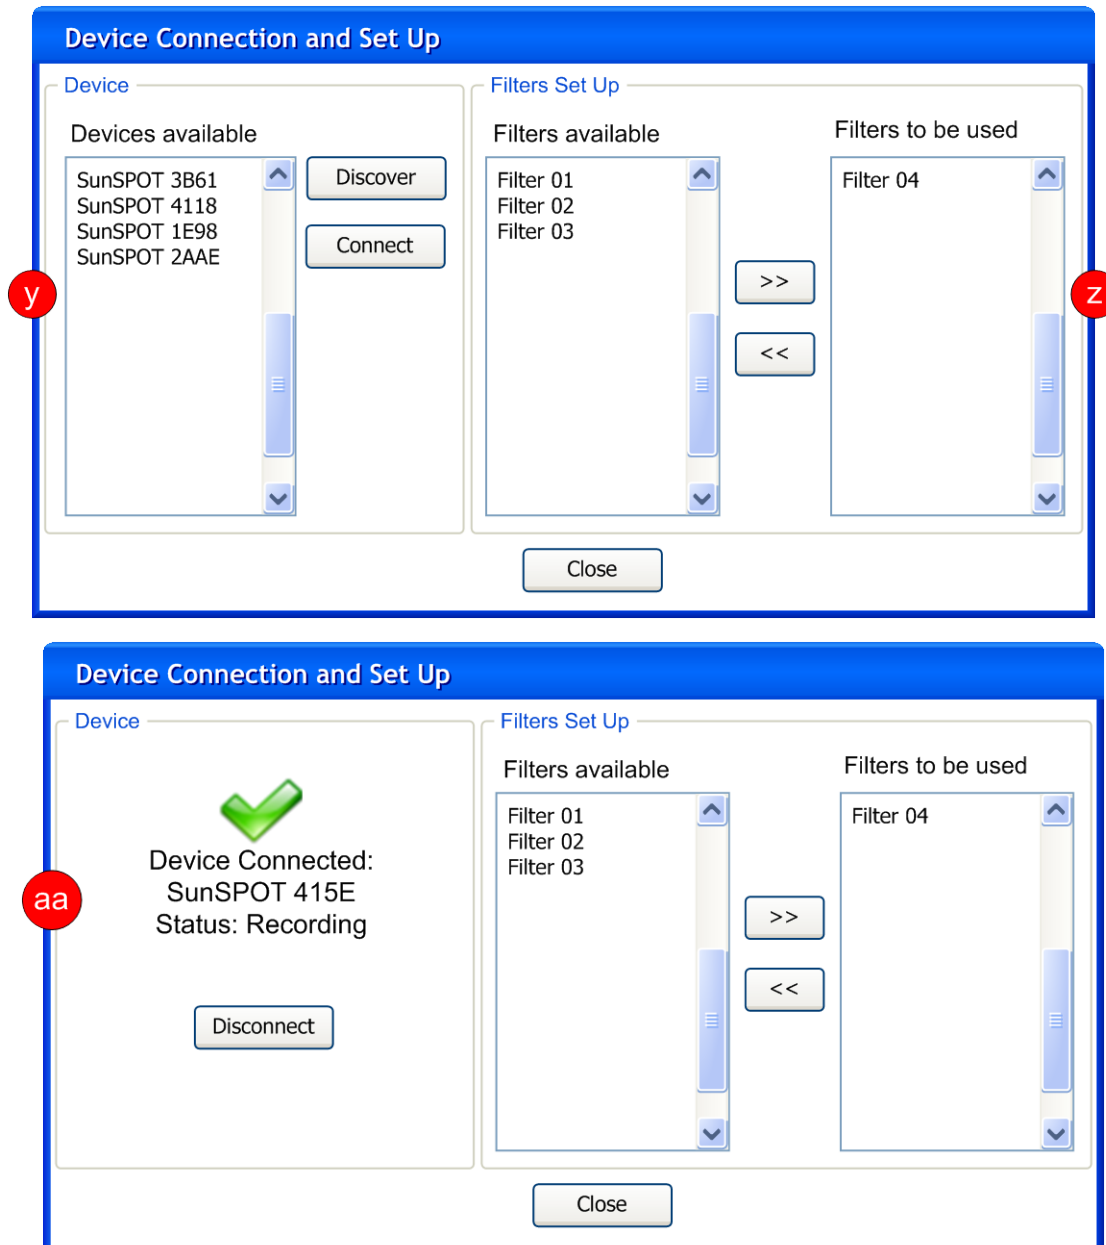 Device Connection and Set Up
Device
Filters Set Up
Devices available
Filters available
Filters to be used
SunSPOT 3B61
SunSPOT 4118
SunSPOT 1E98
SunSPOT 2AAE
Discover
Connect
Filter 01
Filter 02
Filter 03
>>
<<
Filter 04
y
z
Close
Device Connection and Set Up
Device
Filters Set Up
Filters available
Filters to be used
Device Connected:
SunSPOT 415E
Status: Recording
Disconnect
aa
Filter 01
Filter 02
Filter 03
>>
<<
Filter 04
Close